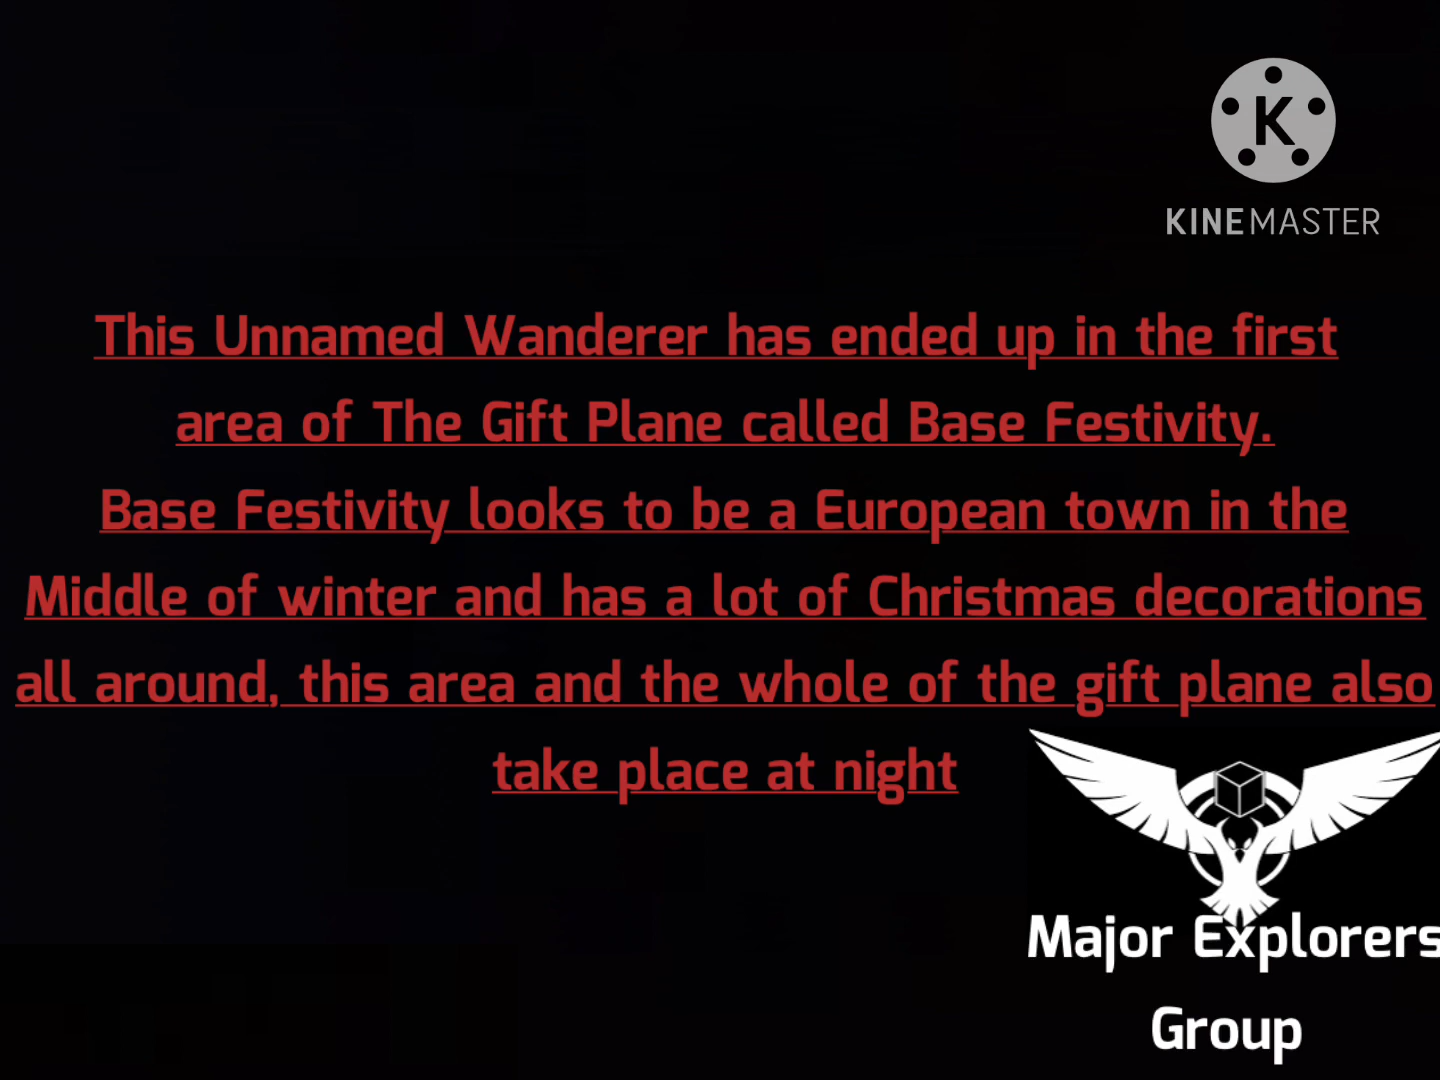 K
KINEMASTER
This Unnamed Wanderer has ended up in the first
area of The Gift Plane called Base Festivity.
Base Festivity looks to be a European town in the
Middle of winter and has a lot of Christmas decorations
all around, this area and the whole of the gift plane also
take place at night
Major Explorers
Group